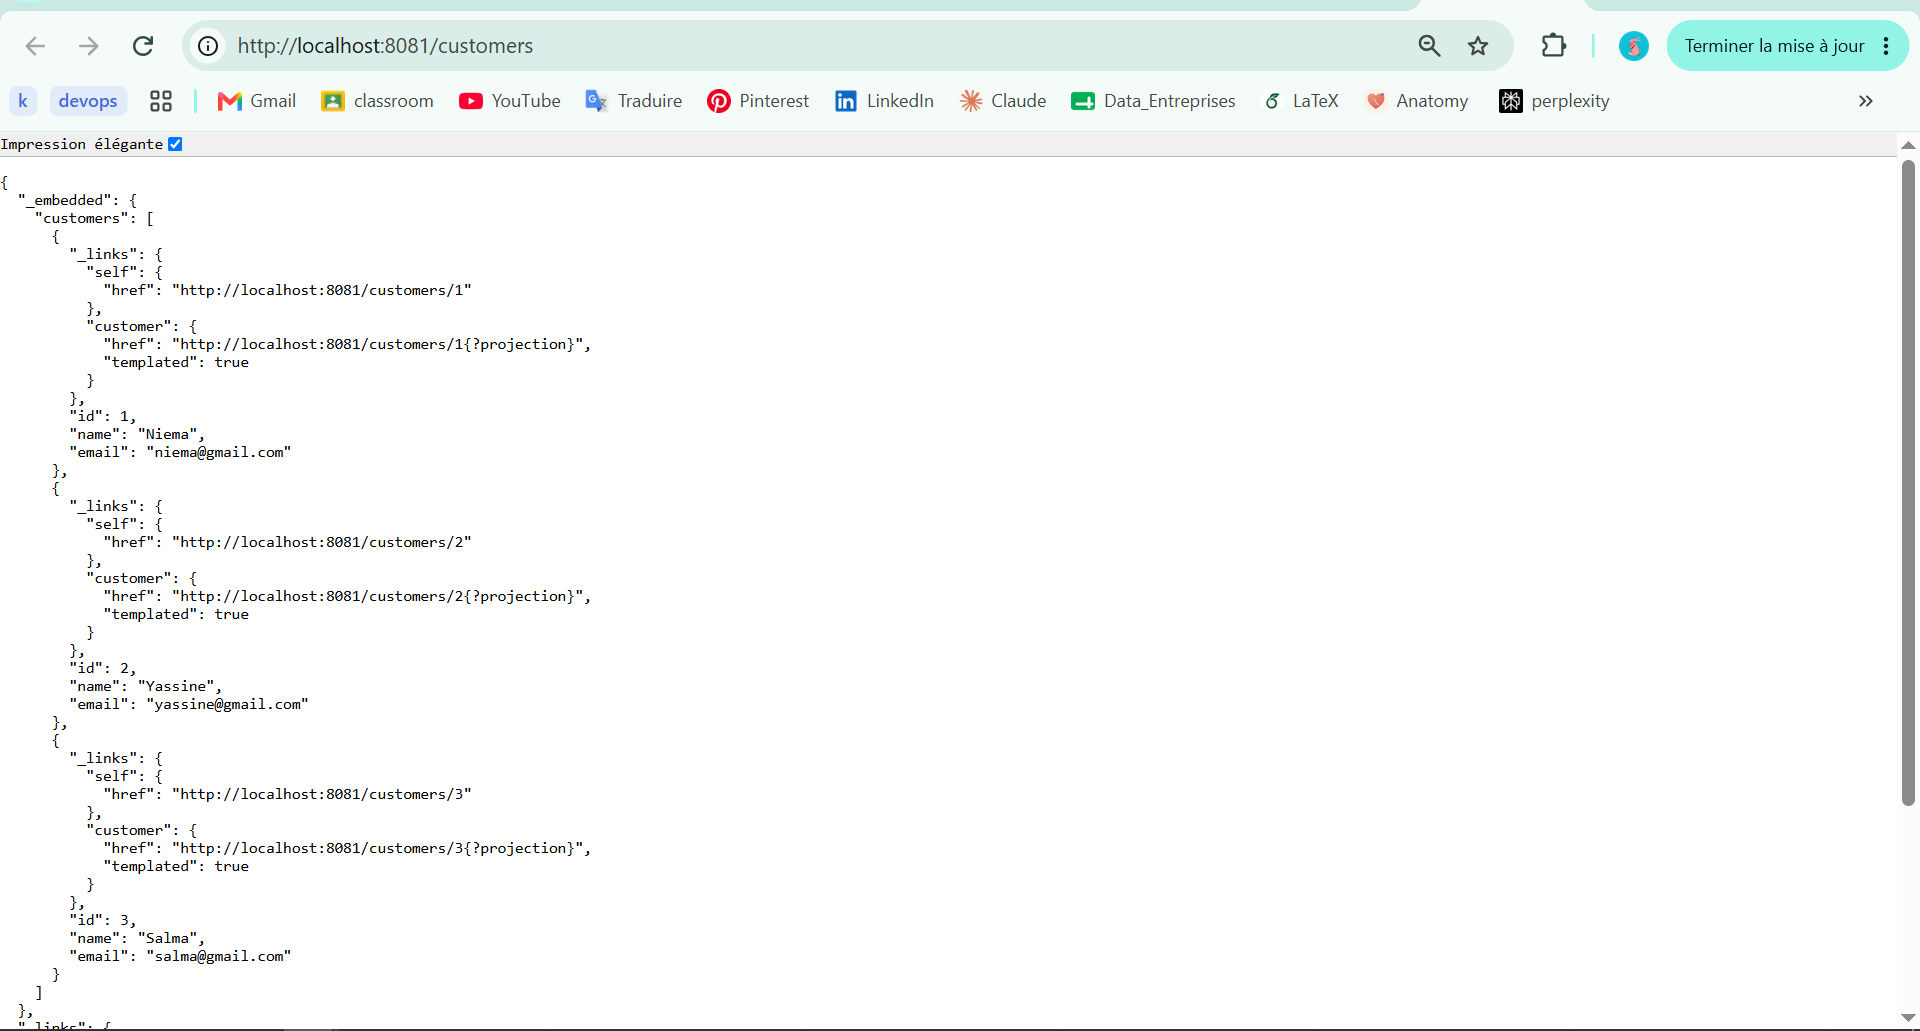 http://localhost:8081/customers
Terminer la mise à jour
k
devops
Gmail
classroom
YouTube
Traduire
Pinterest
LinkedIn
Claude
Data_Entreprises
LaTeX
Anatomy
perplexity
Impression élégante
{
  "_embedded": {
    "customers": [
      {
        "_links": {
          "self": {
            "href": "http://localhost:8081/customers/1"
          },
          "customer": {
            "href": "http://localhost:8081/customers/1{?projection}",
            "templated": true
          }
        },
        "id": 1,
        "name": "Niema",
        "email": "niema@gmail.com"
      },
      {
        "_links": {
          "self": {
            "href": "http://localhost:8081/customers/2"
          },
          "customer": {
            "href": "http://localhost:8081/customers/2{?projection}",
            "templated": true
          }
        },
        "id": 2,
        "name": "Yassine",
        "email": "yassine@gmail.com"
      },
      {
        "_links": {
          "self": {
            "href": "http://localhost:8081/customers/3"
          },
          "customer": {
            "href": "http://localhost:8081/customers/3{?projection}",
            "templated": true
          }
        },
        "id": 3,
        "name": "Salma",
        "email": "salma@gmail.com"
      }
    ]
  },
  "_links": {